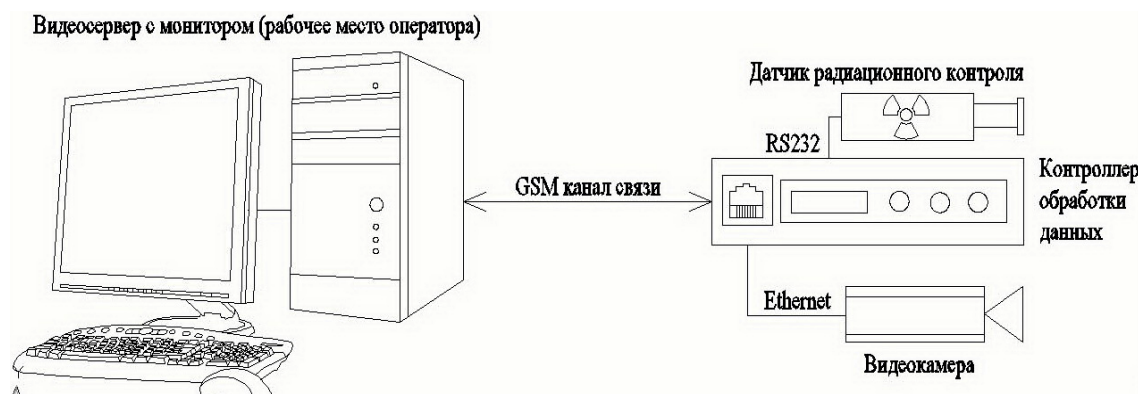 Видеосервер с монитором (рабочее место оператора)
Датчик радиационного контроля
RS232
GSM канал связи
Контроллер
обработки
данных
Ethernet
Видеокамера